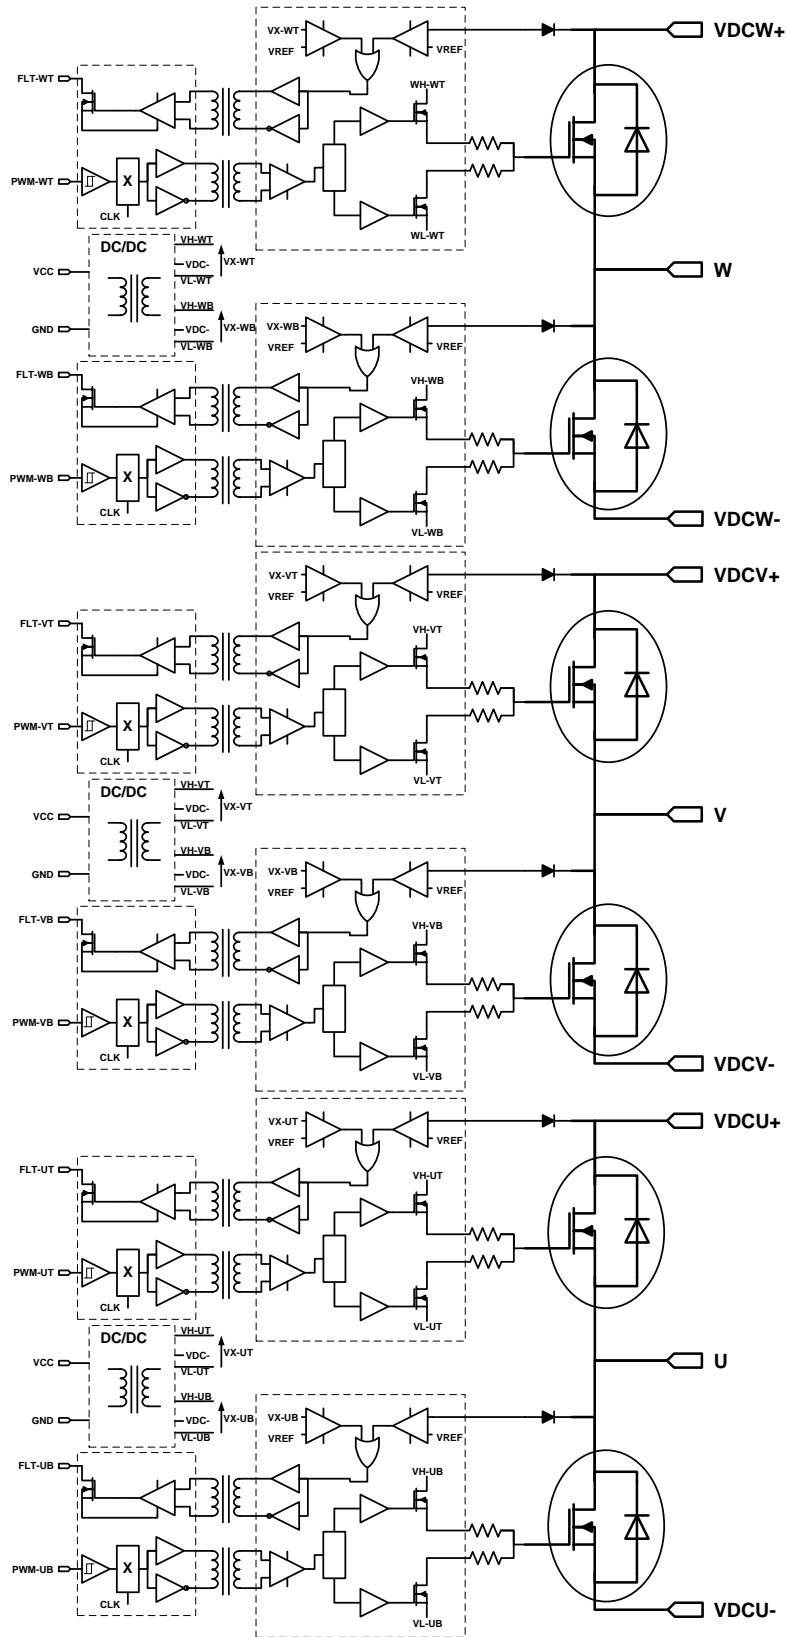 VX-WT
VREF
VREF
VDCW+
FLT-WT
WH-WT
PWM-WT
X
CLK
WL-WT
DC/DC
VH-WT
VDC-
VL-WT
VX-WT
VCC
W
VH-WB
VDC-
VL-WB
VX-WB
GND
VX-WB
VREF
VREF
FLT-WB
VH-WB
PWM-WB
X
CLK
VL-WB
VDCW-
VX-VT
VREF
VREF
VDCV+
FLT-VT
VH-VT
PWM-VT
X
CLK
VL-VT
DC/DC
VH-VT
VDC-
VL-VT
VX-VT
VCC
V
VH-VB
VDC-
VL-VB
VX-VB
GND
VX-VB
VREF
VREF
FLT-VB
VH-VB
PWM-VB
X
CLK
VL-VB
VDCV-
VX-UT
VREF
VREF
VDCU+
FLT-UT
VH-UT
PWM-UT
X
CLK
VL-UT
DC/DC
VH-UT
VDC-
VL-UT
VX-UT
VCC
U
VH-UB
VDC-
VL-UB
VX-UB
GND
VX-UB
VREF
VREF
FLT-UB
VH-UB
PWM-UB
X
CLK
VL-UB
VDCU-